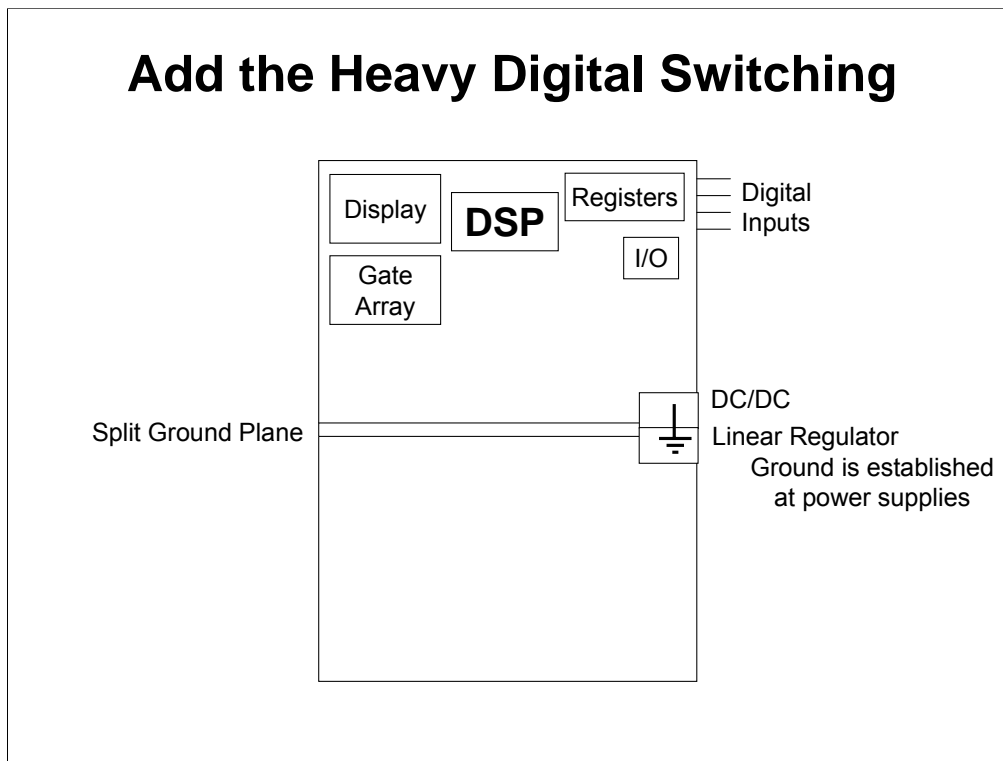 Add the Heavy Digital Switching
Display
DSP
Registers
Digital
Inputs
I/O
Gate
Array
Split Ground Plane
DC/DC
Linear Regulator
Ground is established
at power supplies